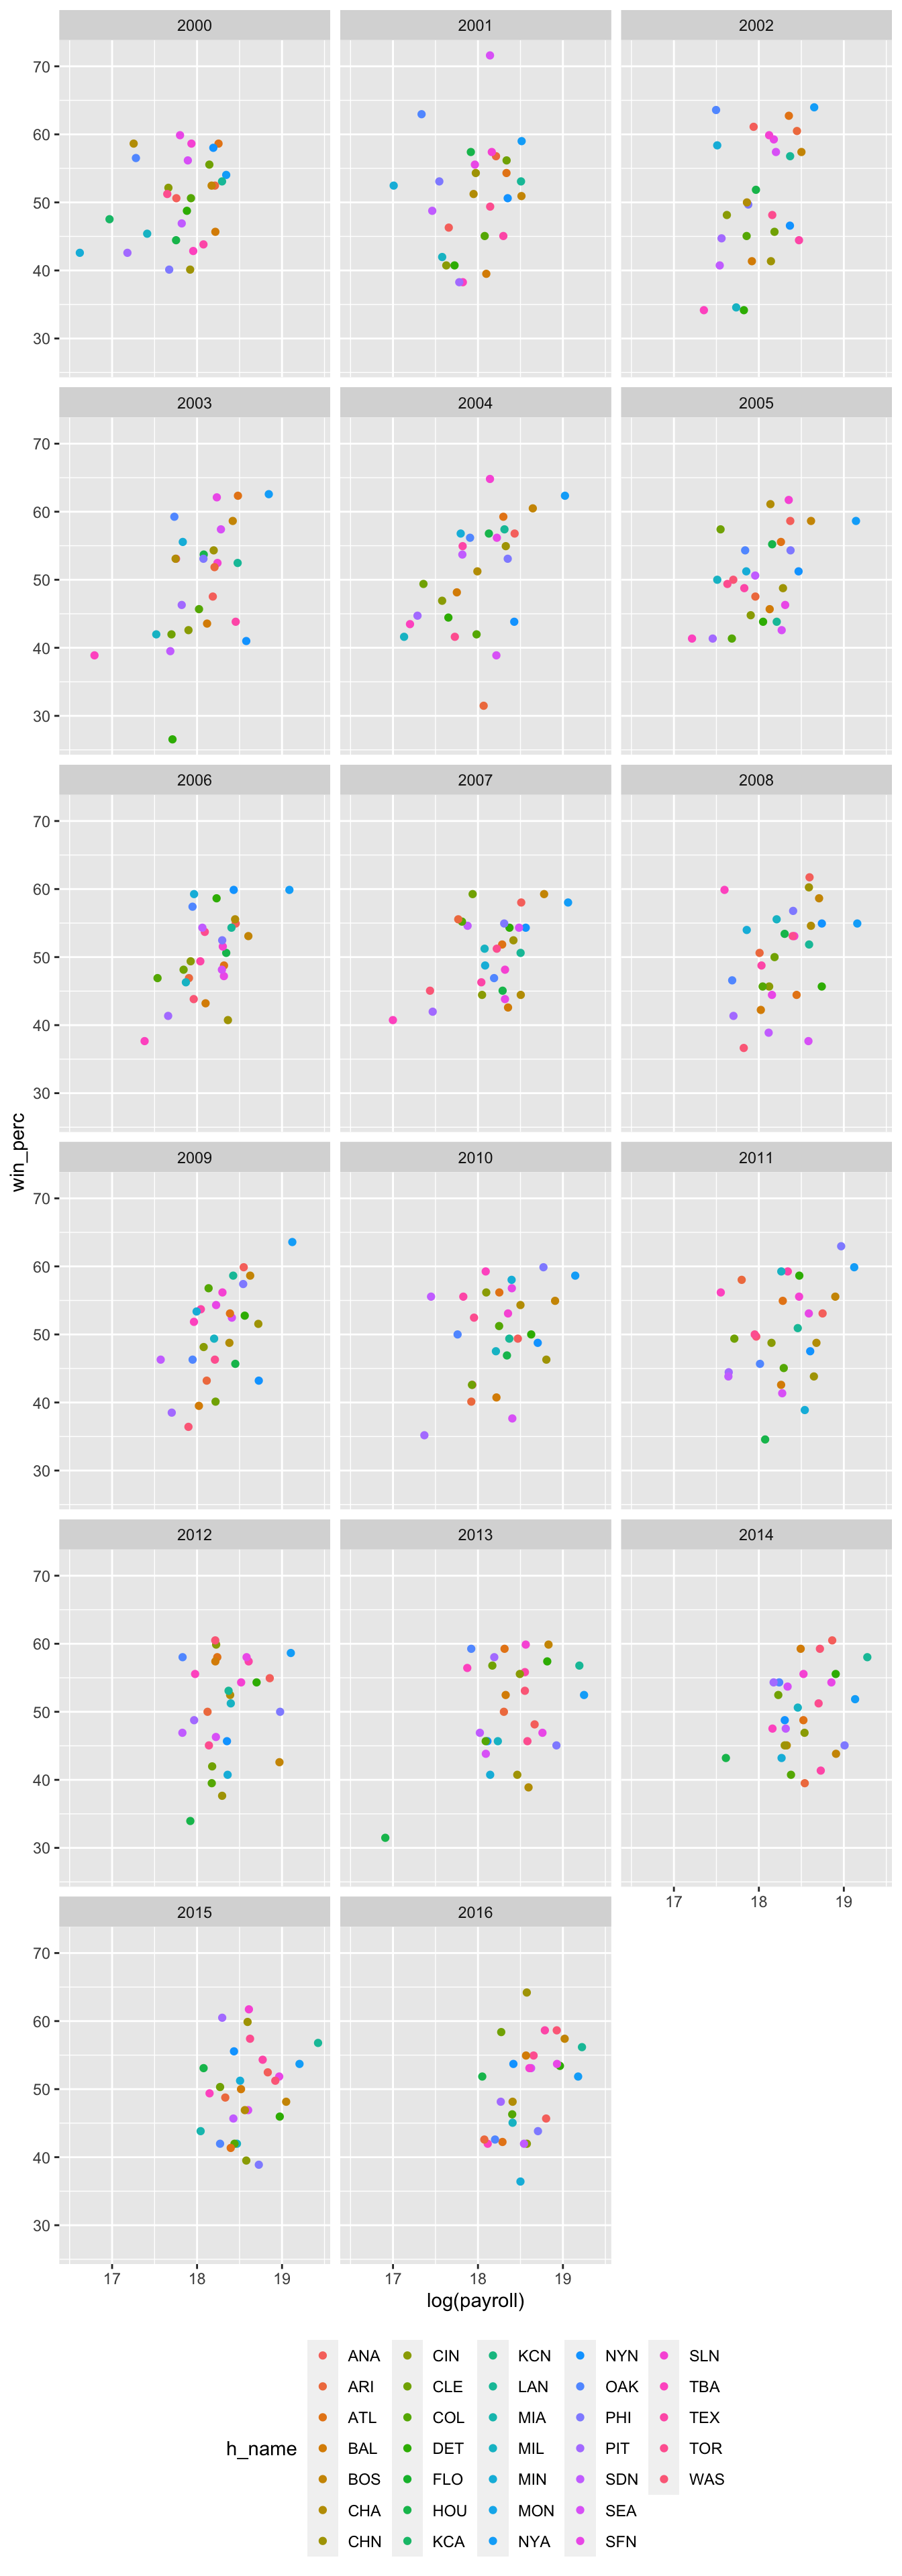 2000 2001 2002
70
60
50
40
30
2003 2004 2005
70
60
50
40
30
2006 2007 2008
70
60
50
40
30
win_perc
2009 2010 2011
70
60
50
40
30
2012 2013 2014
70
60
50
40
30
17 18 19
2015 2016
70
60
50
40
30
17 18 19 17 18 19
log(payroll)
h_name
ANA CIN KCN NYN SLN
ARI CLE LAN OAK TBA
ATL COL MIA PHI TEX
BAL DET MIL PIT TOR
BOS FLO MIN SDN WAS
CHA HOU MON SEA
CHN KCA NYA SFN